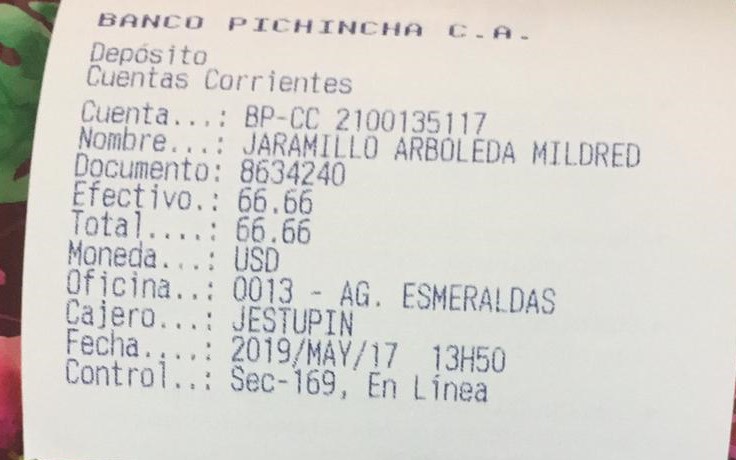 BANCO PICHINCHA C.A.
Depósito
Cuentas Corrientes
Cuenta...: BP-CC 2100135117
Nombre...: JARAMILLO ARBOLEDA MILDRED
Documento: 8634240
Efectivo.: 66.66
Total....: 66.66
Moneda...: USD
Oficina..: 0013 - AG. ESMERALDAS
Cajero...: JESTUPIN
Fecha....: 2019/MAY/17 13H50
Control..: Sec-169, En Línea